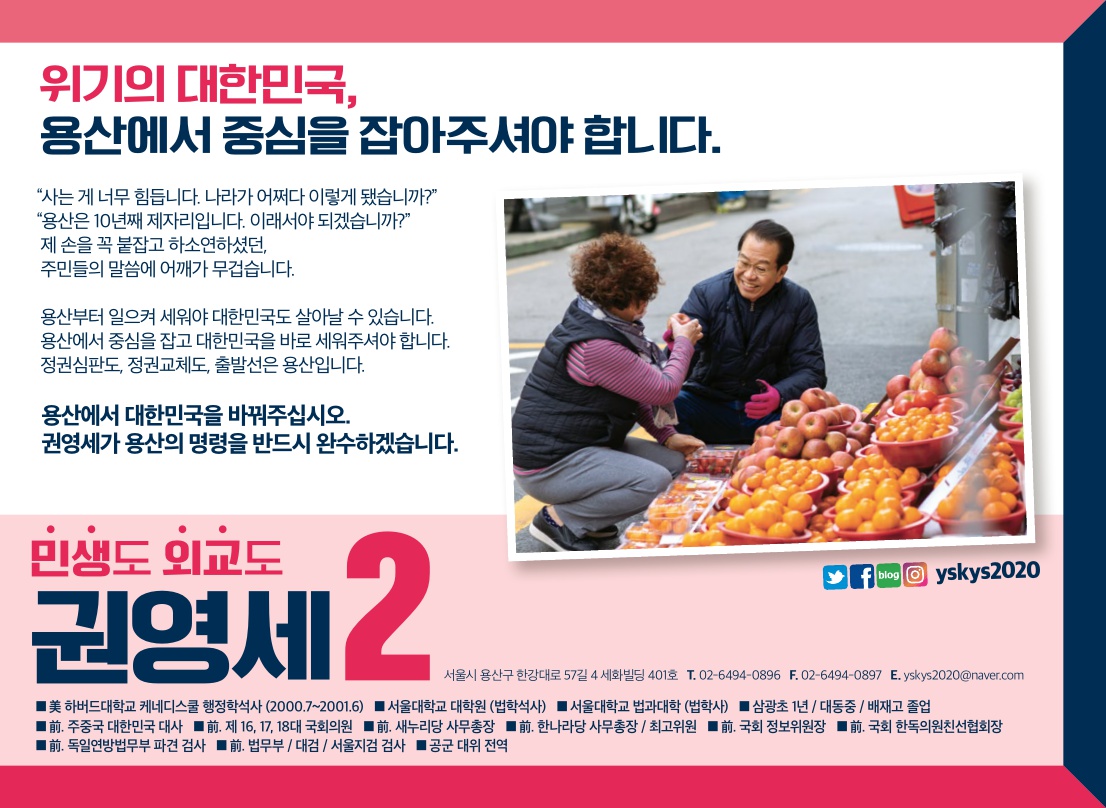 위기의 대한민국,
용산에서 중심을 잡아주셔야 합니다.
“사는 게 너무 힘듭니다. 나라가 어쩌다 이렇게 됐습니까?”
“용산은 10년째 제자리입니다. 이래서야 되겠습니까?”
제 손을 꼭 붙잡고 하소연하셨던,
주민들의 말씀에 어깨가 무겁습니다.
용산부터 일으켜 세워야 대한민국도 살아날 수 있습니다.
용산에서 중심을 잡고 대한민국을 바로 세워주셔야 합니다.
정권심판도, 정권교체도, 출발선은 용산입니다.
용산에서 대한민국을 바꿔주십시오.
권영세가 용산의 명령을 반드시 완수하겠습니다.
blog yskys2020
민생도 외교도
권영세 2
서울시 용산구 한강대로 57길 4 세화빌딩 401호 T. 02-6494-0896 F. 02-6494-0897 E. yskys2020@naver.com
■ 美 하버드대학교 케네디스쿨 행정학석사 (2000.7~2001.6) ■ 서울대학교 대학원 (법학석사) ■ 서울대학교 법과대학 (법학사) ■ 삼광초 1년 / 대동중 / 배재고 졸업
■ 前. 주중국 대한민국 대사 ■ 前. 제 16, 17, 18대 국회의원 ■ 前. 새누리당 사무총장 ■ 前. 한나라당 사무총장 / 최고위원 ■ 前. 국회 정보위원장 ■ 前. 국회 한독의원친선협회장
■ 前. 독일연방법무부 파견 검사 ■ 前. 법무부 / 대검 / 서울지검 검사 ■ 공군 대위 전역